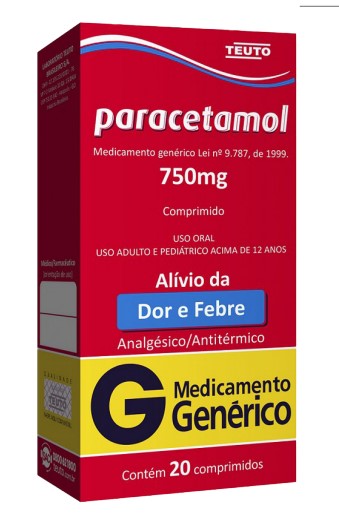 TEUTO
paracetamol
Medicamento genérico Lei nº 9.787, de 1999.
750mg
Comprimido
USO ORAL
USO ADULTO E PEDIÁTRICO ACIMA DE 12 ANOS
Alívio da
Dor e Febre
Analgésico/Antitérmico
G Medicamento
Genérico
Contém 20 comprimidos
TEUTO